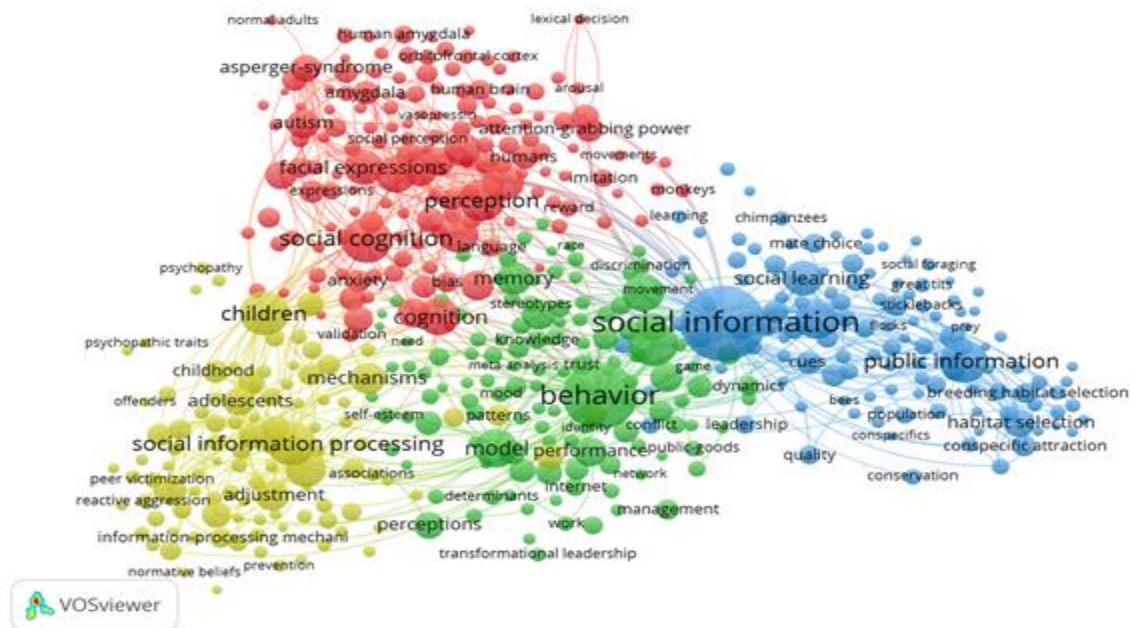 normal adults
lexical decision
human amygdala
orbitofrontal cortex
asperger-syndrome
amygdala
human brain
arousal
vasopressin
autism
attention-grabbing power
social perception
humans
movements
facial expressions
imitation
expressions
monkeys
perception
reward
learning
chimpanzees
social cognition
language
race
mate choice
psychopathy
discrimination
social foraging
anxiety
bias
memory
social learning
great tits
movement
stereotypes
sticklebacks
children
cognition
social information
flocks
prey
validation
need
knowledge
psychopathic traits
meta-analysis
trust
game
cues
public information
childhood
mechanisms
dynamics
mood
behavior
breeding habitat selection
offenders
adolescents
bees
self-esteem
patterns
population
identity
conflict
leadership
habitat selection
conspecifics
social information processing
model
performance
public-goods
conspecific attraction
quality
peer victimization
associations
network
conservation
reactive aggression
adjustment
determinants
internet
management
perceptions
work
information-processing mechani
transformational leadership
normative beliefs
prevention
VOSviewer